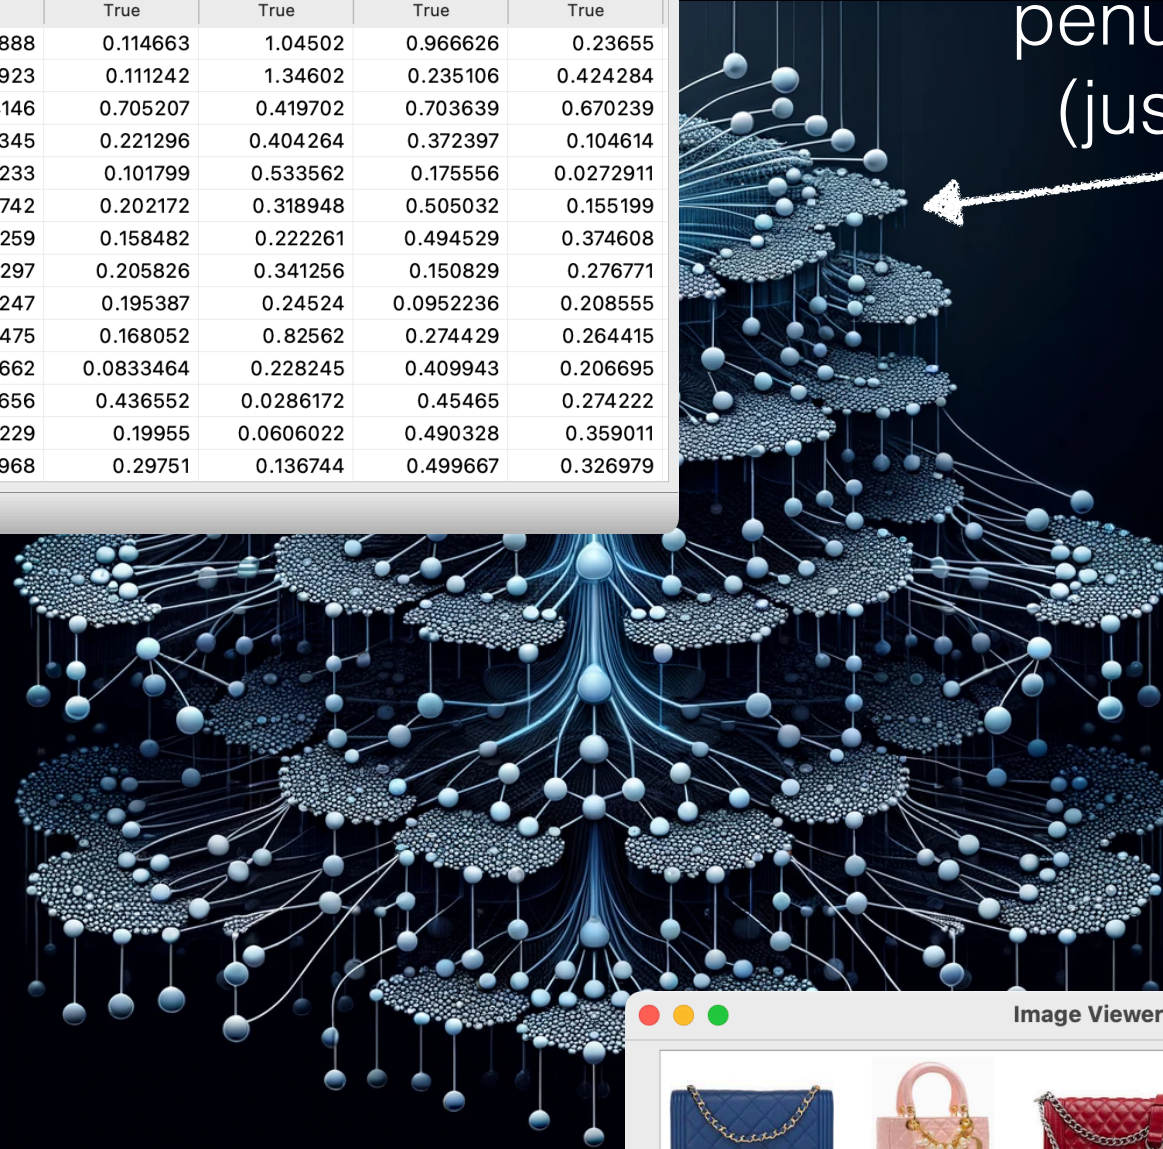 True True True True
888 0.114663 1.04502 0.966626 0.23655
923 0.111242 1.34602 0.235106 0.424284
146 0.705207 0.419702 0.703639 0.670239
345 0.221296 0.404264 0.372397 0.104614
233 0.101799 0.533562 0.175556 0.0272911
742 0.202172 0.318948 0.505032 0.155199
259 0.158482 0.222261 0.494529 0.374608
297 0.205826 0.341256 0.150829 0.276771
247 0.195387 0.24524 0.0952236 0.208555
475 0.168052 0.82562 0.274429 0.264415
662 0.0833464 0.228245 0.409943 0.206695
656 0.436552 0.0286172 0.45465 0.274222
229 0.19955 0.0606022 0.490328 0.359011
968 0.29751 0.136744 0.499667 0.326979
penu
(jus
Image Viewer